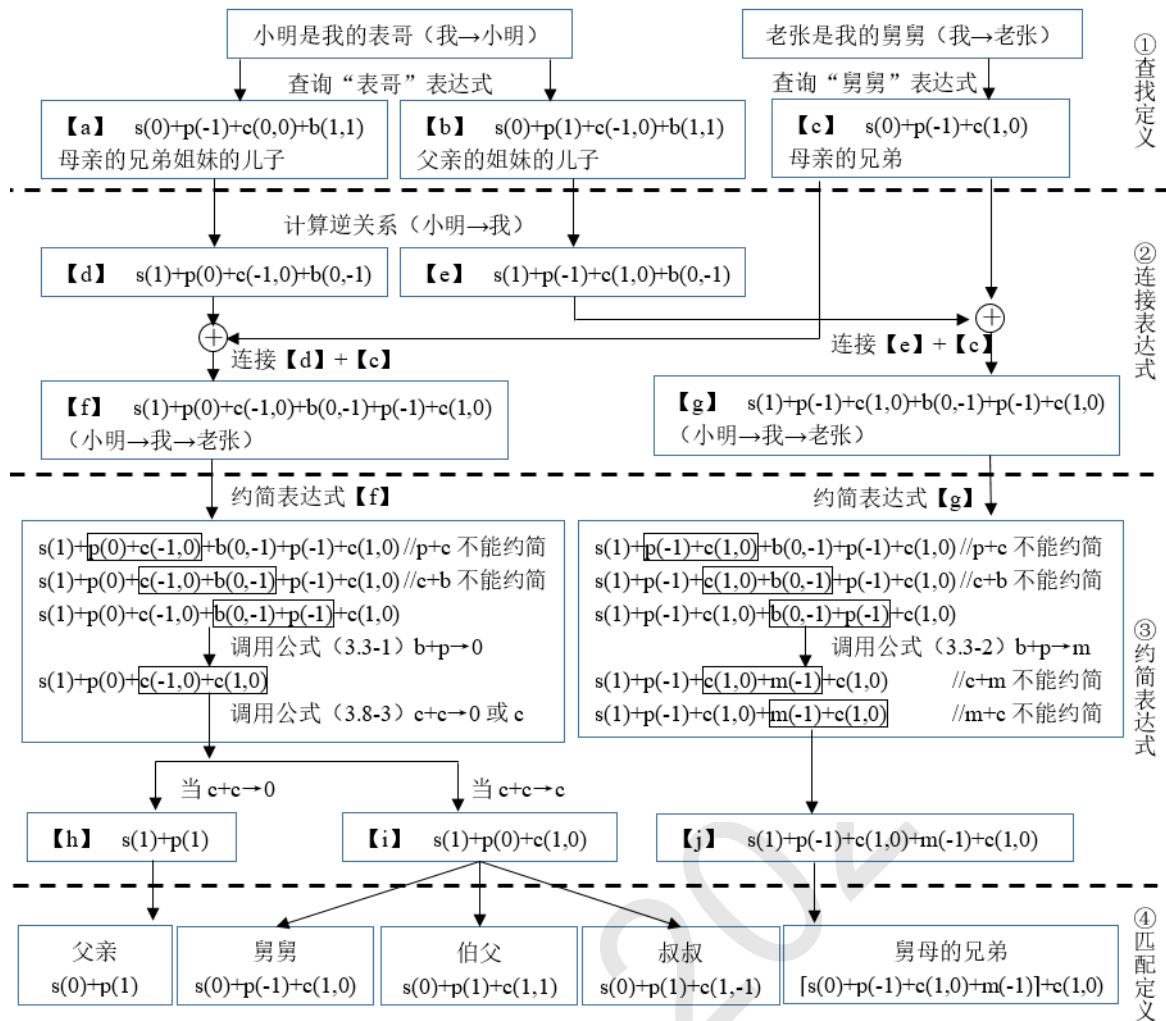 小明是我的表哥（我→小明）
老张是我的舅舅（我→老张）
①查找定义
查询“表哥”表达式
查询“舅舅”表达式
【a】 s(0)+p(-1)+c(0,0)+b(1,1)
母亲的兄弟姐妹的儿子
【b】 s(0)+p(1)+c(-1,0)+b(1,1)
父亲的姐妹的儿子
【c】 s(0)+p(-1)+c(1,0)
母亲的兄弟
计算逆关系（小明→我）
②连接表达式
【d】 s(1)+p(0)+c(-1,0)+b(0,-1)
【e】 s(1)+p(-1)+c(1,0)+b(0,-1)
+
+
连接【d】+【c】
连接【e】+【c】
【f】 s(1)+p(0)+c(-1,0)+b(0,-1)+p(-1)+c(1,0)
（小明→我→老张）
【g】 s(1)+p(-1)+c(1,0)+b(0,-1)+p(-1)+c(1,0)
（小明→我→老张）
③约简表达式
约简表达式【f】
s(1)+p(0)+c(-1,0)+b(0,-1)+p(-1)+c(1,0) //p+c 不能约简
s(1)+p(0)+c(-1,0)+b(0,-1)+p(-1)+c(1,0) //c+b 不能约简
s(1)+p(0)+c(-1,0)+b(0,-1)+p(-1)+c(1,0)
调用公式（3.3-1）b+p→0
s(1)+p(0)+c(-1,0)+c(1,0)
调用公式（3.8-3）c+c→0 或 c
约简表达式【g】
s(1)+p(-1)+c(1,0)+b(0,-1)+p(-1)+c(1,0) //p+c 不能约简
s(1)+p(-1)+c(1,0)+b(0,-1)+p(-1)+c(1,0) //c+b 不能约简
s(1)+p(-1)+c(1,0)+b(0,-1)+p(-1)+c(1,0)
调用公式（3.3-2）b+p→m
s(1)+p(-1)+c(1,0)+m(-1)+c(1,0) //c+m 不能约简
s(1)+p(-1)+c(1,0)+m(-1)+c(1,0) //m+c 不能约简
当 c+c→0
当 c+c→c
【h】 s(1)+p(1)
【i】 s(1)+p(0)+c(1,0)
【j】 s(1)+p(-1)+c(1,0)+m(-1)+c(1,0)
④匹配定义
父亲
s(0)+p(1)
舅舅
s(0)+p(-1)+c(1,0)
伯父
s(0)+p(1)+c(1,1)
叔叔
s(0)+p(1)+c(1,-1)
舅母的兄弟
⌈s(0)+p(-1)+c(1,0)+m(-1)⌉+c(1,0)